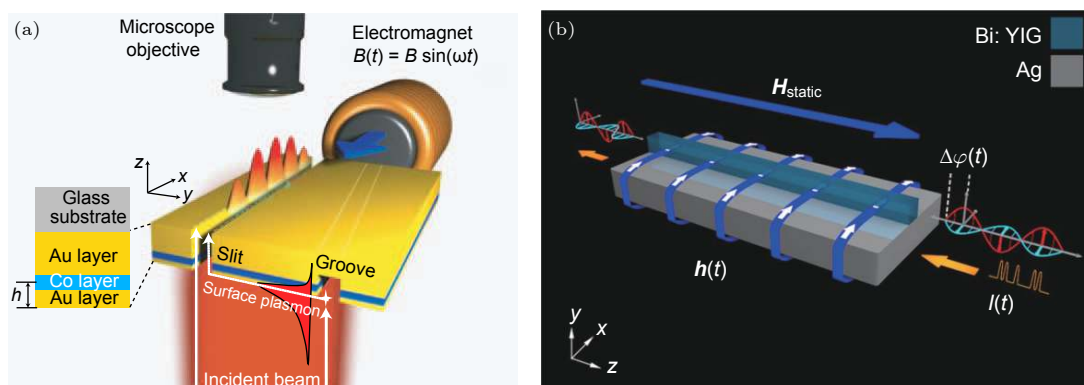 (a)
Microscope
objective
Electromagnet
B(t) = B sin(ωt)
z
x
y
Glass
substrate
Au layer
Co layer
Au layer
h
Slit
Groove
Surface plasmon
Incident beam
(b)
Bi: YIG
Ag
Hstatic
Δφ(t)
h(t)
I(t)
y
x
z